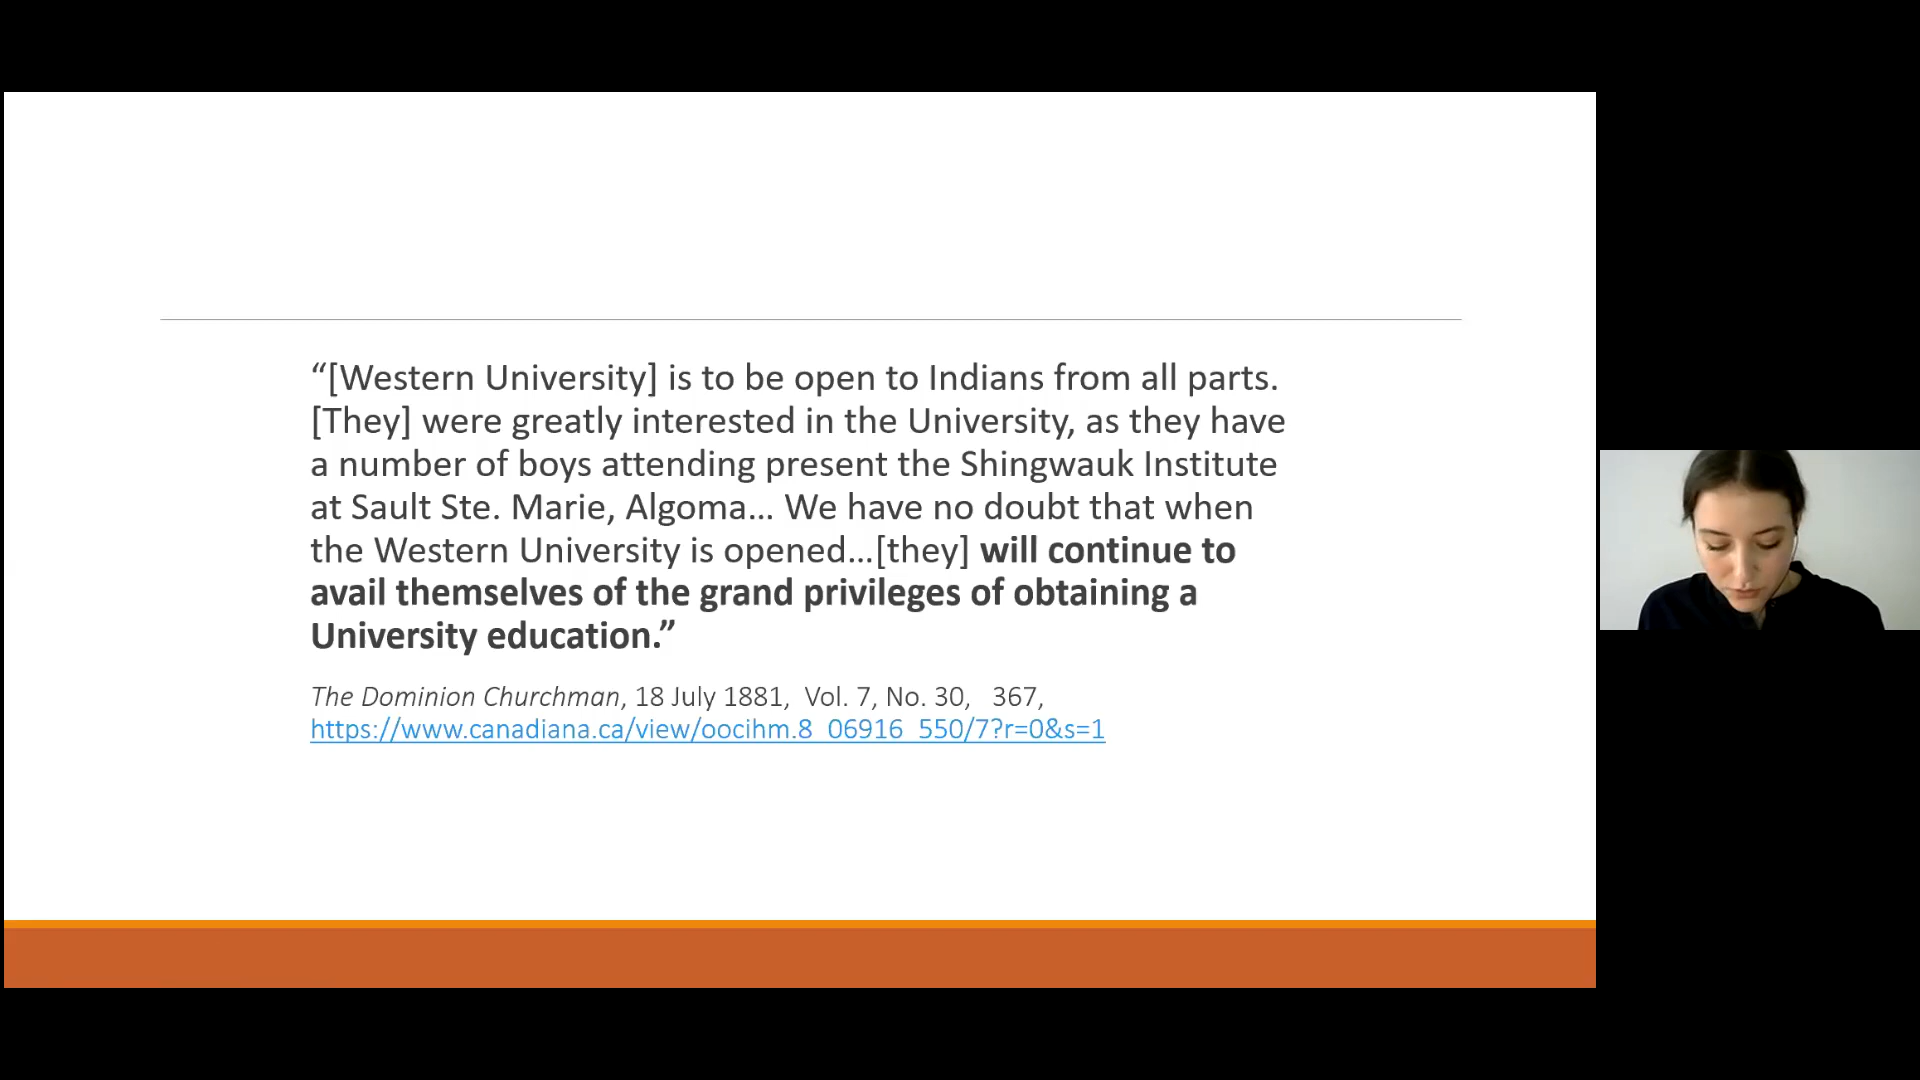 “[Western University] is to be open to Indians from all parts.
[They] were greatly interested in the University, as they have
a number of boys attending present the Shingwauk Institute
at Sault Ste. Marie, Algoma… We have no doubt that when
the Western University is opened…[they] will continue to
avail themselves of the grand privileges of obtaining a
University education.”
The Dominion Churchman, 18 July 1881, Vol. 7, No. 30, 367,
https://www.canadiana.ca/view/oocihm.8_06916_550/7?r=0&s=1